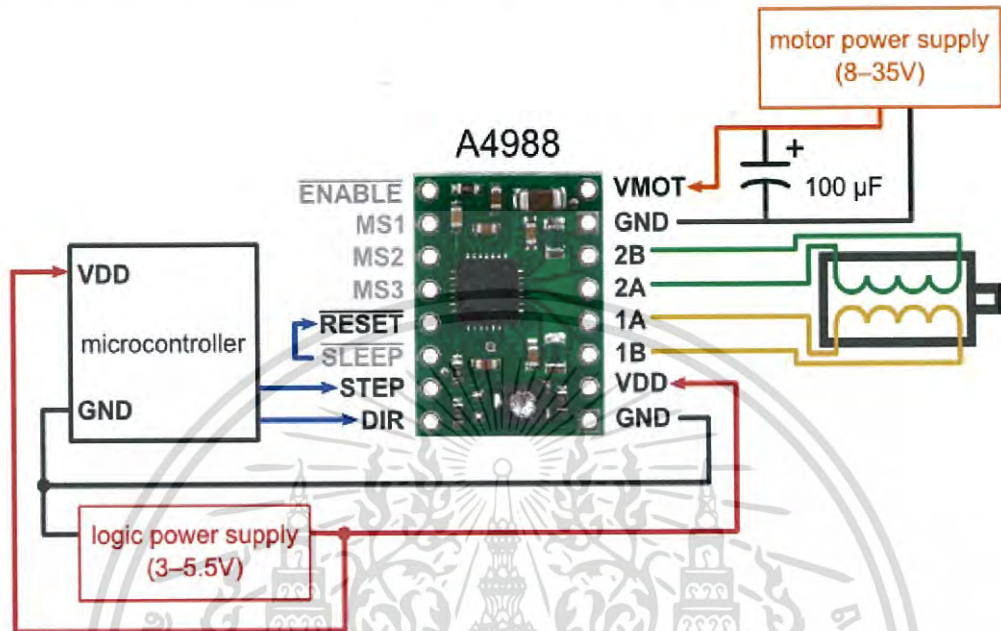 motor power supply
(8–35V)
A4988
+
100 µF
ENABLE
MS1
MS2
MS3
RESET
SLEEP
STEP
DIR
VMOT
GND
2B
2A
1A
1B
VDD
GND
VDD
microcontroller
GND
logic power supply
(3–5.5V)